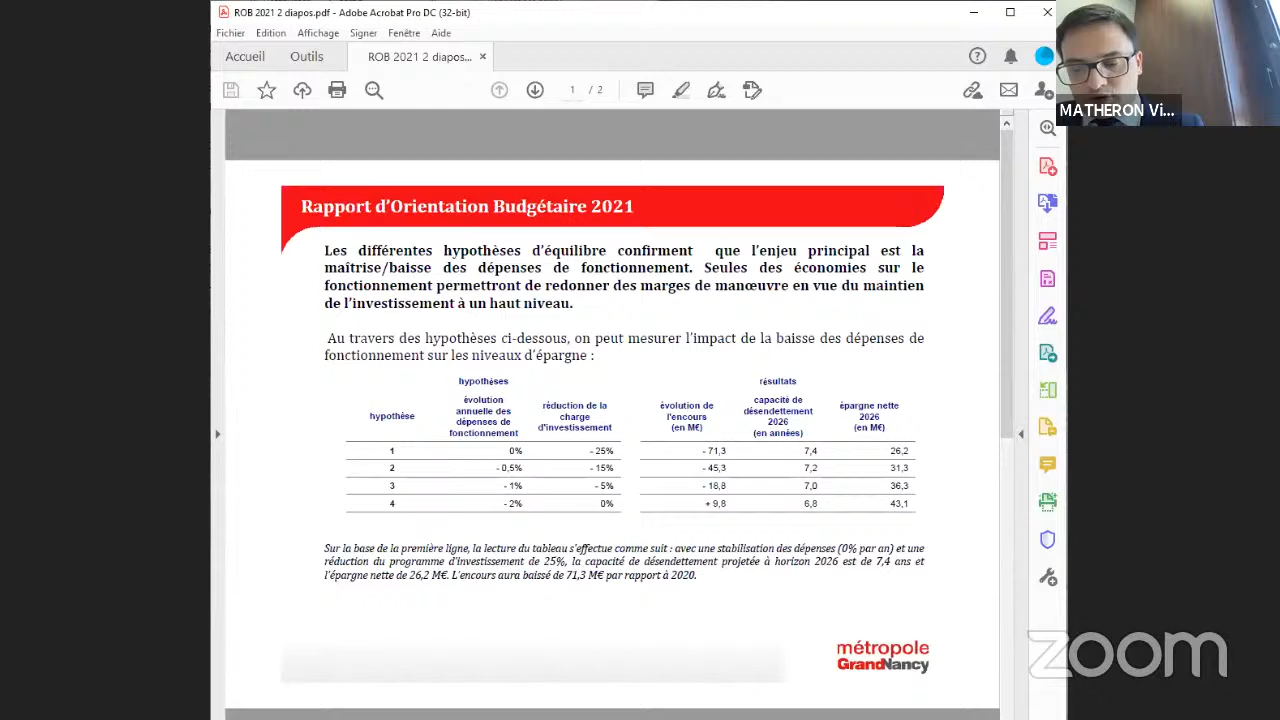 ROB 2021 2 diapos.pdf - Adobe Acrobat Pro DC (32-bit)
Fichier Edition Affichage Signer Fenêtre Aide
Accueil Outils ROB 2021 2 diapos... ×
1 / 2
MATHERON Vi...
Rapport d'Orientation Budgétaire 2021
Les différentes hypothèses d'équilibre confirment que l'enjeu principal est la
maîtrise/baisse des dépenses de fonctionnement. Seules des économies sur le
fonctionnement permettront de redonner des marges de manœuvre en vue du maintien
de l'investissement à un haut niveau.
Au travers des hypothèses ci-dessous, on peut mesurer l'impact de la baisse des dépenses de
fonctionnement sur les niveaux d'épargne :
hypothèses résultats
hypothèse évolution annuelle des dépenses de fonctionnement réduction de la charge d'investissement évolution de l'encours (en M€) capacité de désendettement 2026 (en années) épargne nette 2026 (en M€)
1 0% - 25% - 71,3 7,4 26,2
2 - 0,5% - 15% - 45,3 7,2 31,3
3 - 1% - 5% - 18,8 7,0 36,3
4 - 2% 0% + 9,8 6,8 43,1
Sur la base de la première ligne, la lecture du tableau s'effectue comme suit : avec une stabilisation des dépenses (0% par an) et une
réduction du programme d'investissement de 25%, la capacité de désendettement projetée à horizon 2026 est de 7,4 ans et
l'épargne nette de 26,2 M€. L'encours aura baissé de 71,3 M€ par rapport à 2020.
métropole
GrandNancy
zoom